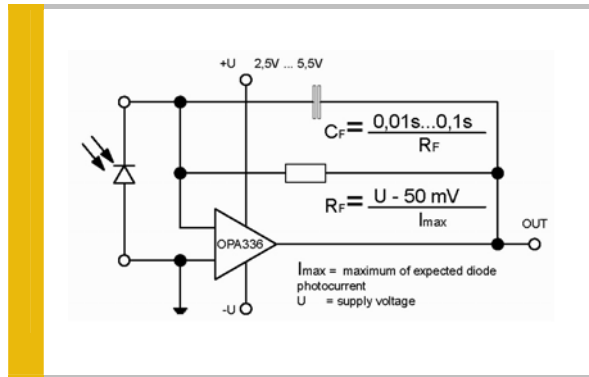 +U 2,5V ... 5,5V
CF= 0,01s...0,1s
RF
RF= U - 50 mV
Imax
OUT
OPA336
Imax = maximum of expected diode
photocurrent
U = supply voltage
-U